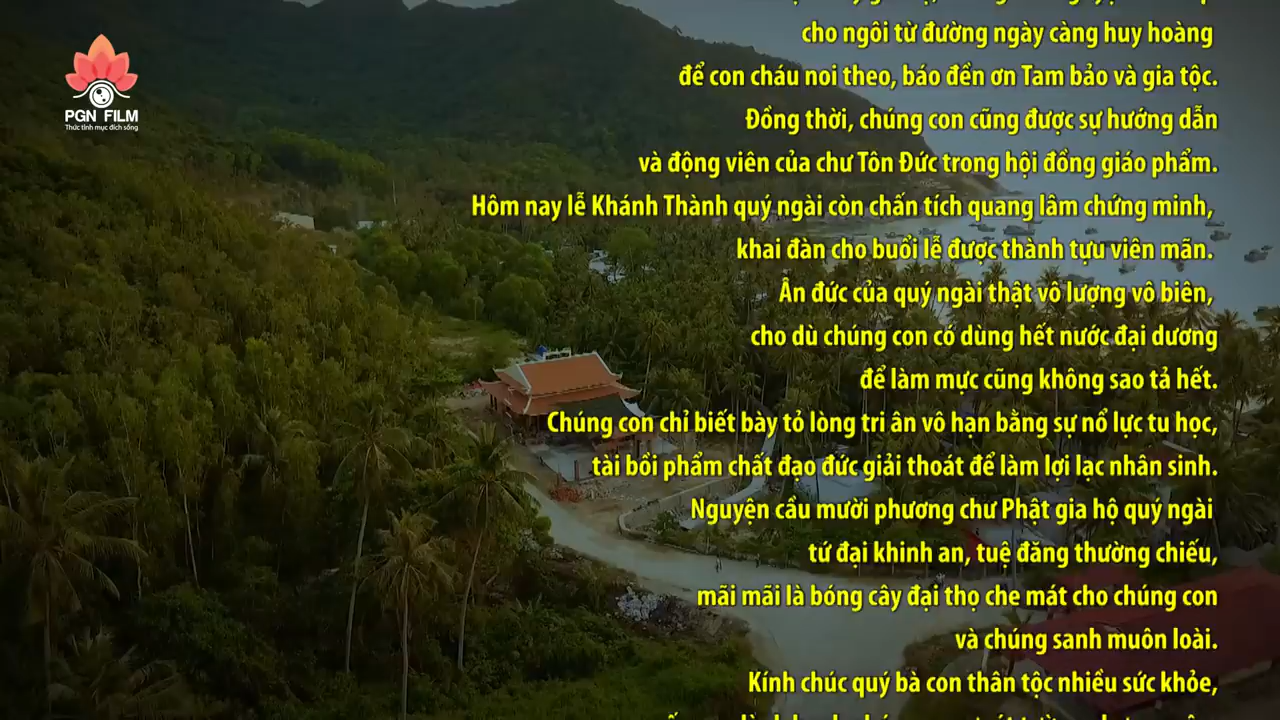 PGN FILM
Thức tỉnh mục đích sống
cho ngôi từ đường ngày càng huy hoàng
để con cháu noi theo, báo đền ơn Tam bảo và gia tộc.
Đồng thời, chúng con cũng được sự hướng dẫn
và động viên của chư Tôn Đức trong hội đồng giáo phẩm.
Hôm nay lễ Khánh Thành quý ngài còn chấn tích quang lâm chứng minh,
khai đàn cho buổi lễ được thành tựu viên mãn.
Ân đức của quý ngài thật vô lượng vô biên,
cho dù chúng con có dùng hết nước đại dương
để làm mực cũng không sao tả hết.
Chúng con chỉ biết bày tỏ lòng tri ân vô hạn bằng sự nổ lực tu học,
tài bồi phẩm chất đạo đức giải thoát để làm lợi lạc nhân sinh.
Nguyện cầu mười phương chư Phật gia hộ quý ngài
tứ đại khinh an, tuệ đăng thường chiếu,
mãi mãi là bóng cây đại thọ che mát cho chúng con
và chúng sanh muôn loài.
Kính chúc quý bà con thân tộc nhiều sức khỏe,